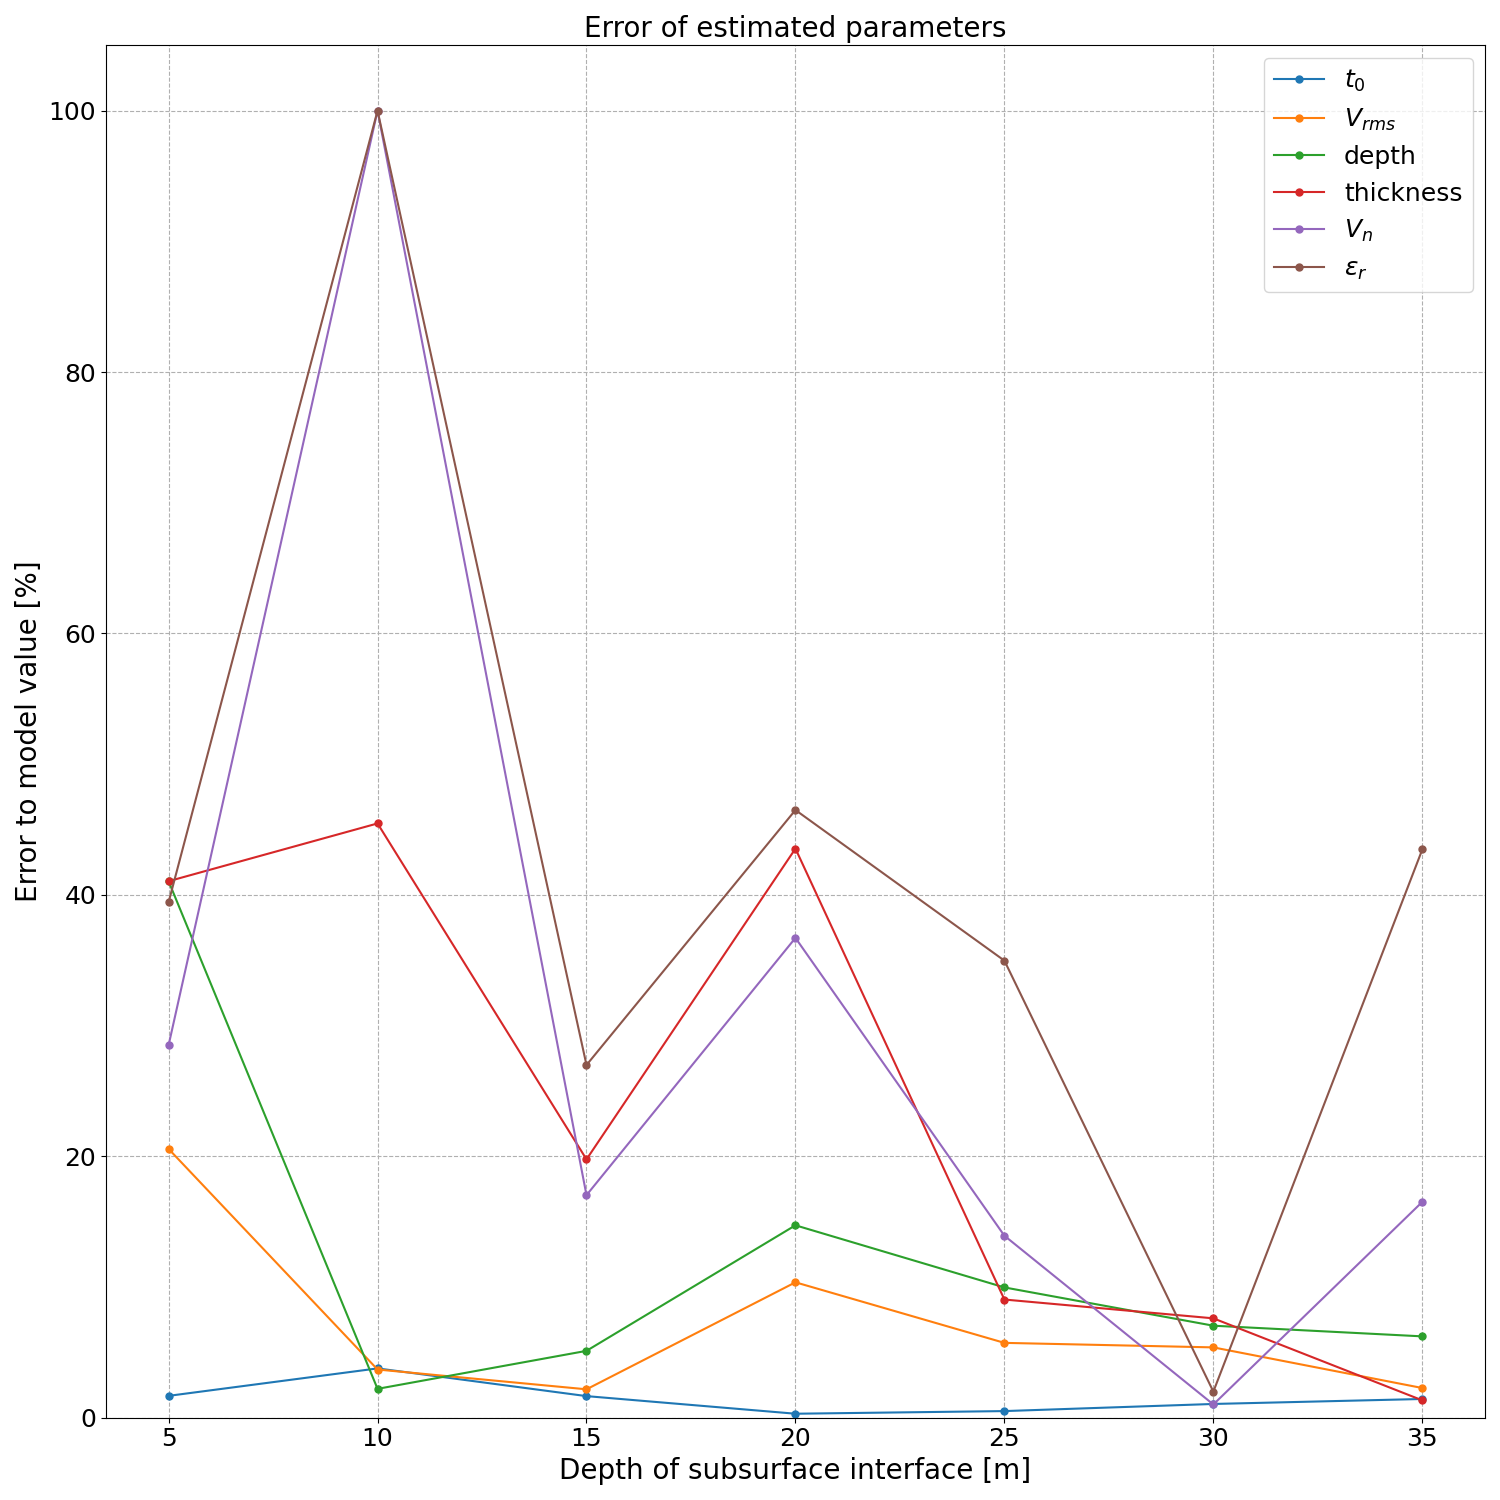 Error of estimated parameters
100
80
60
40
20
0
Error to model value [%]
t₀
Vᵣₘₛ
depth
thickness
Vₙ
εᵣ
5 10 15 20 25 30 35
Depth of subsurface interface [m]